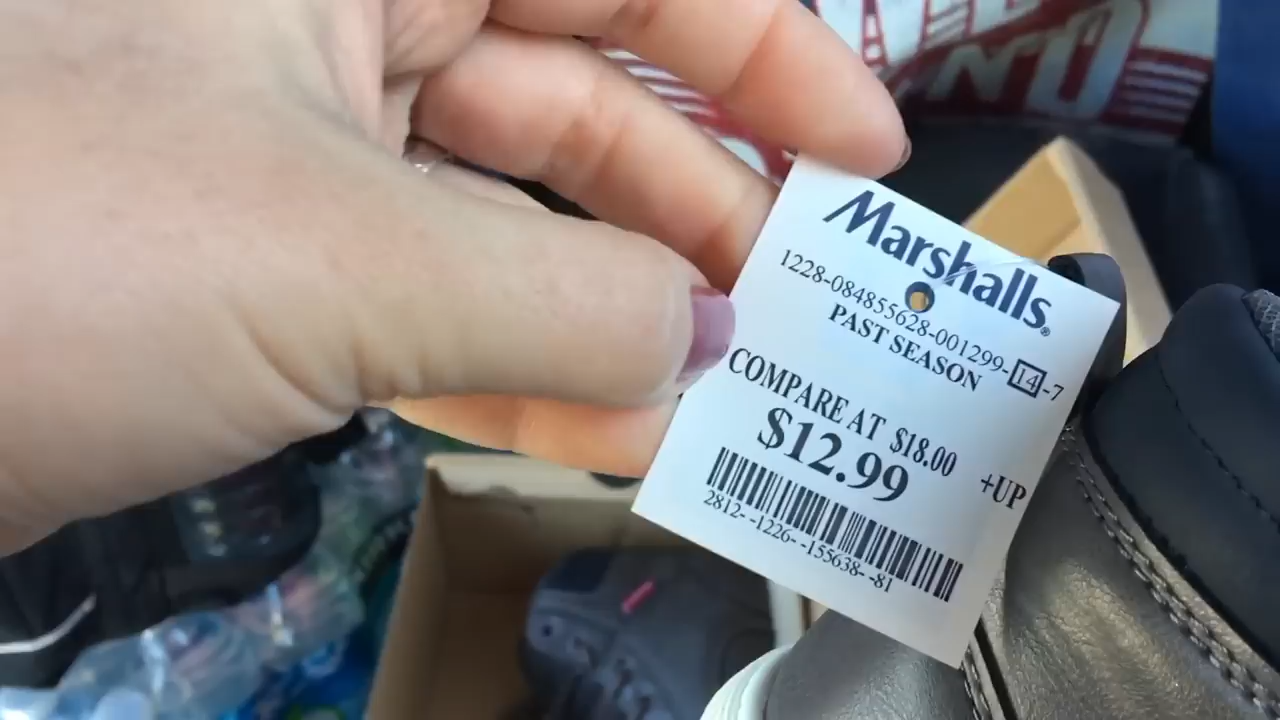 Marshalls®
1228-084855628-001299-14-7
PAST SEASON
COMPARE AT $18.00
$12.99 +UP
2812- -1226- -155638- -81